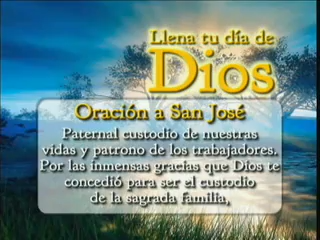 Llena tu día de
Dios
Oración a San José
Paternal custodio de nuestras
vidas y patrono de los trabajadores.
Por las inmensas gracias que Dios te
concedió para ser el custodio
de la sagrada familia,